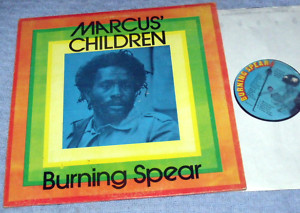 MARCUS'
CHILDREN
Burning Spear
BURNING SPEAR